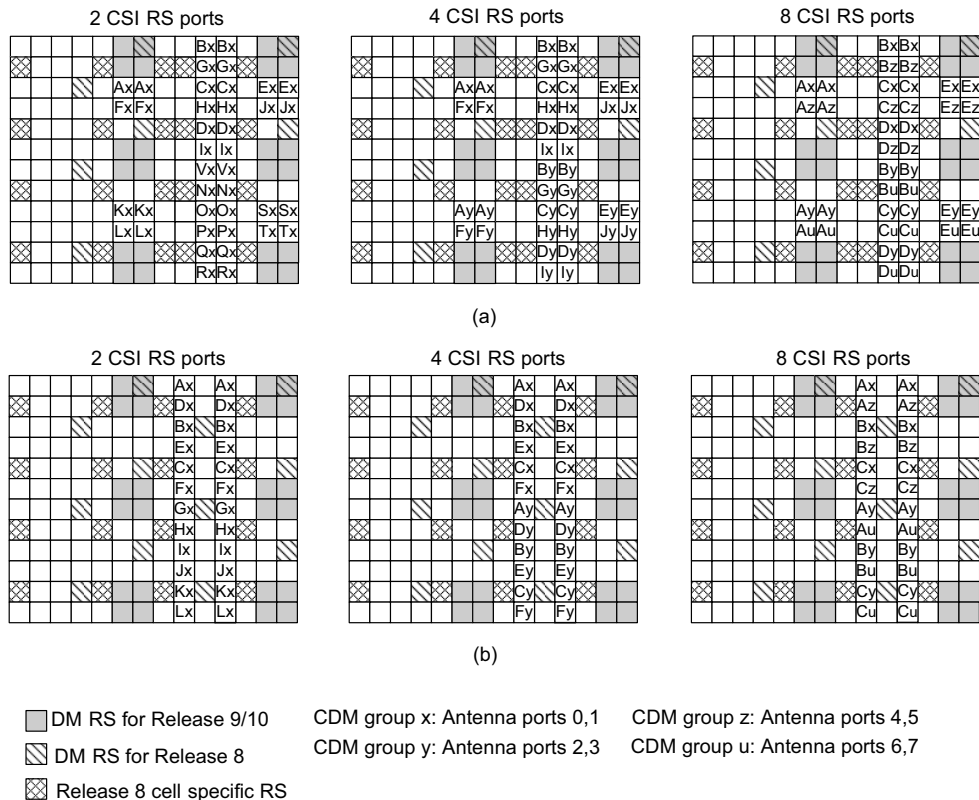 2 CSI RS ports 4 CSI RS ports 8 CSI RS ports
Bx Bx Bx Bx Bx Bx
Gx Gx Gx Gx Bz Bz
Ax Ax Cx Cx Ex Ex Ax Ax Cx Cx Ex Ex Ax Ax Cx Cx Ex Ex
Fx Fx Hx Hx Jx Jx Fx Fx Hx Hx Jx Jx Az Az Cz Cz Ez Ez
Dx Dx Dx Dx Dx Dx
Ix Ix Ix Ix Dz Dz
Vx Vx By By By By
Nx Nx Gy Gy Bu Bu
Kx Kx Ox Ox Sx Sx Ay Ay Cy Cy Ey Ey Ay Ay Cy Cy Ey Ey
Lx Lx Px Px Tx Tx Fy Fy Hy Hy Jy Jy Au Au Cu Cu Eu Eu
Qx Qx Dy Dy Dy Dy
Rx Rx Iy Iy Du Du
(a)
2 CSI RS ports 4 CSI RS ports 8 CSI RS ports
Ax Ax Ax Ax Ax Ax
Dx Dx Dx Dx Az Az
Bx Bx Bx Bx Bx Bx
Ex Ex Ex Ex Bz Bz
Cx Cx Cx Cx Cx Cx
Fx Fx Fx Fx Cz Cz
Gx Gx Ay Ay Ay Ay
Hx Hx Dy Dy Au Au
Ix Ix By By By By
Jx Jx Ey Ey Bu Bu
Kx Kx Cy Cy Cy Cy
Lx Lx Fy Fy Cu Cu
(b)
DM RS for Release 9/10
DM RS for Release 8
Release 8 cell specific RS
CDM group x: Antenna ports 0,1
CDM group y: Antenna ports 2,3
CDM group z: Antenna ports 4,5
CDM group u: Antenna ports 6,7